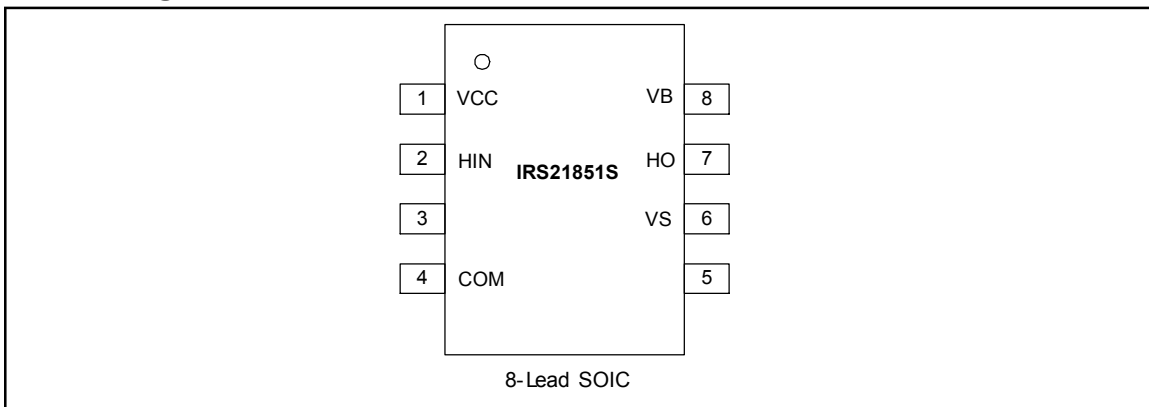 1 VCC VB 8
2 HIN IRS21851S HO 7
3 VS 6
4 COM 5
8-Lead SOIC